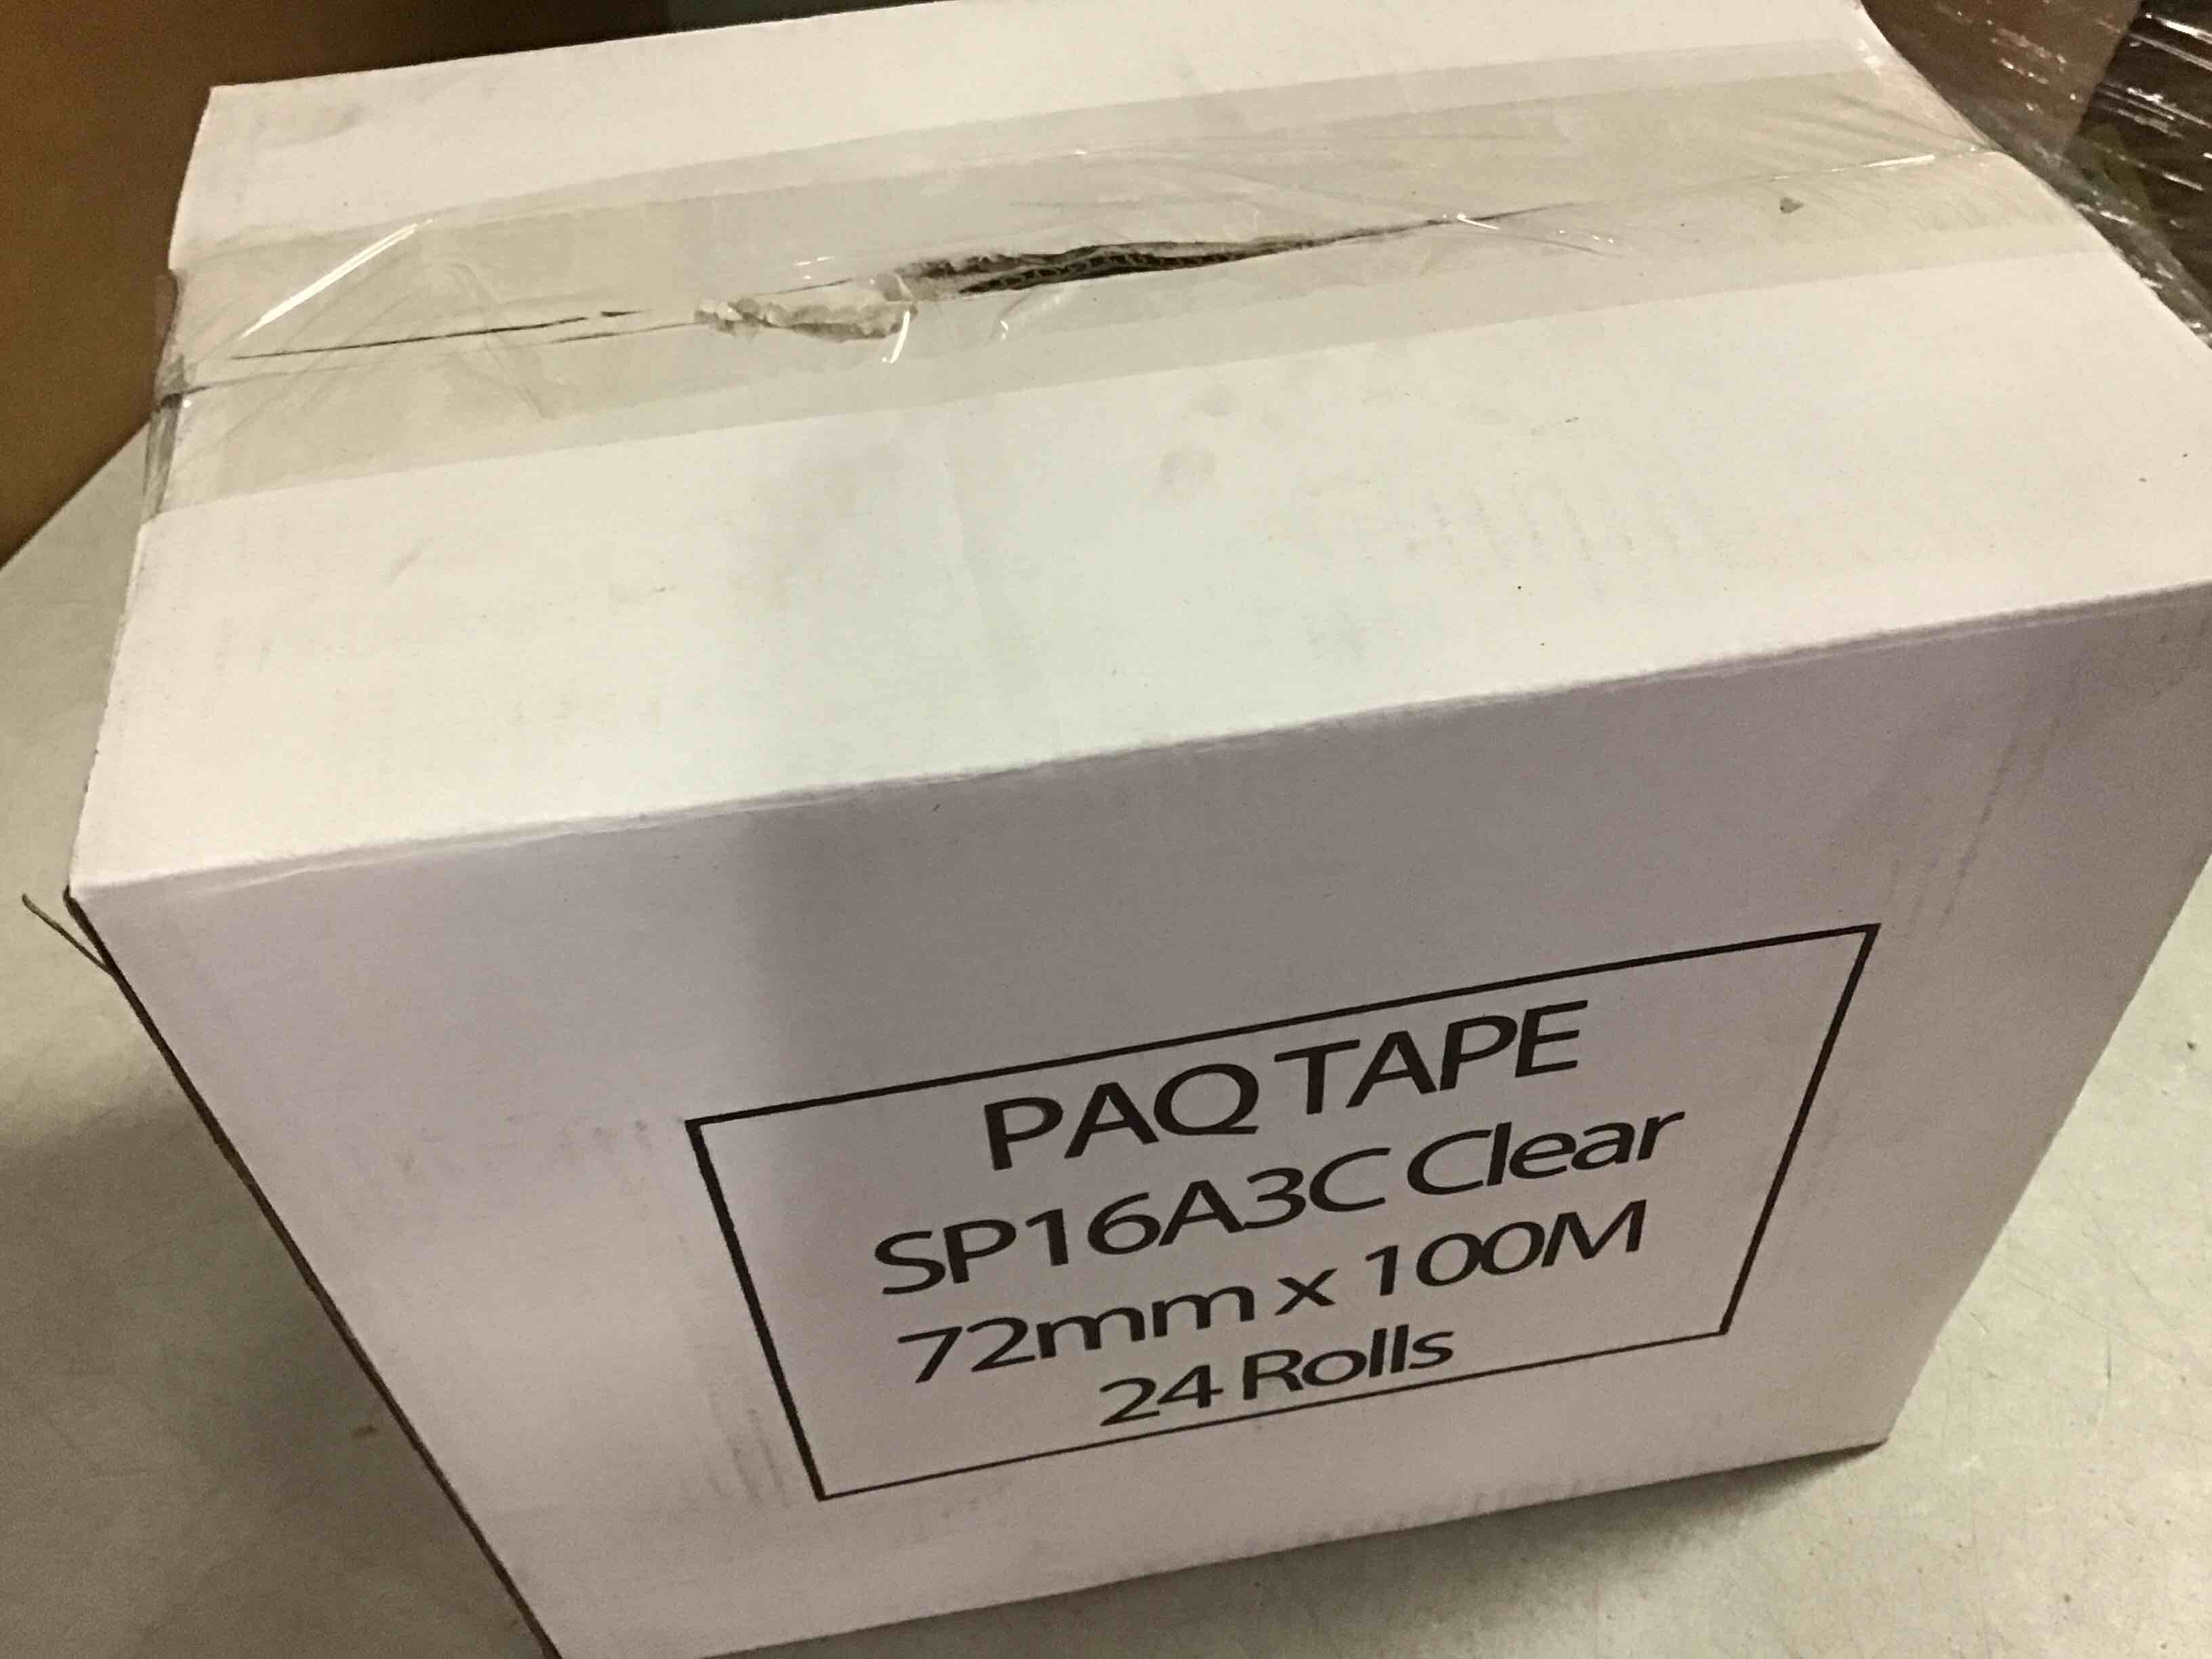 PAQ TAPE
SP16A3C Clear
72mm x 100M
24 Rolls